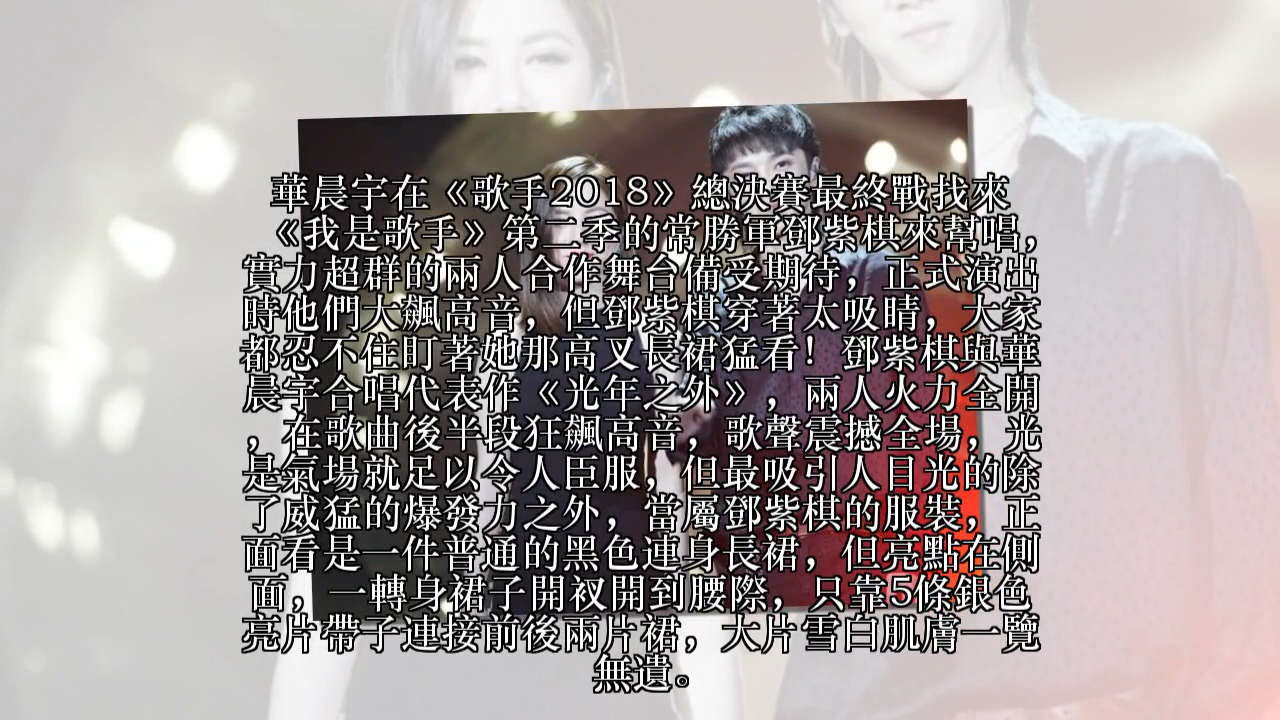 華晨宇在《歌手2018》總決賽最終戰找來
《我是歌手》第二季的常勝軍鄧紫棋來幫唱，
實力超群的兩人合作舞台備受期待，正式演出
時他們大飆高音，但鄧紫棋穿著太吸睛，大家
都忍不住盯著她那高叉長裙猛看！鄧紫棋與華
晨宇合唱代表作《光年之外》，兩人火力全開
，在歌曲後半段狂飆高音，歌聲震撼全場，光
是氣場就足以令人臣服，但最吸引人目光的除
了威猛的爆發力之外，當屬鄧紫棋的服裝，正
面看是一件普通的黑色連身長裙，但亮點在側
面，一轉身裙子開衩開到腰際，只靠5條銀色
亮片帶子連接前後兩片裙，大片雪白肌膚一覽
無遺。